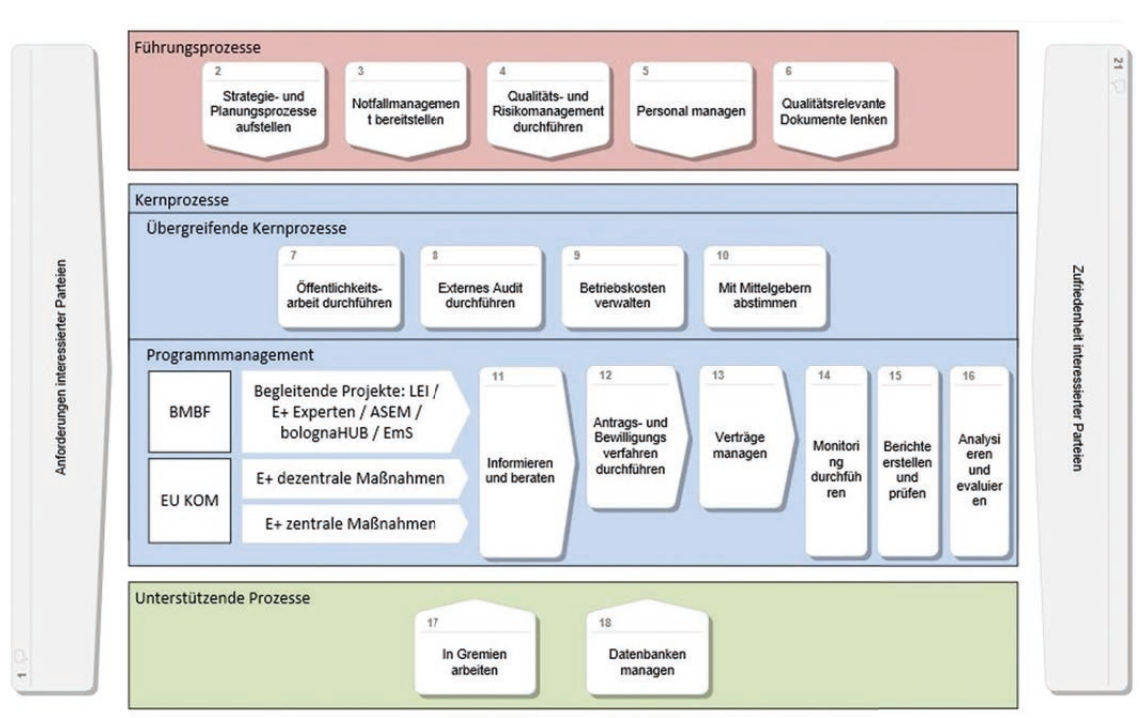 Führungsprozesse
2
Strategie- und
Planungsprozesse
aufstellen
3
Notfallmanagemen
t bereitstellen
4
Qualitäts- und
Risikomanagement
durchführen
5
Personal managen
6
Qualitätsrelevante
Dokumente lenken
1
Anforderungen interessierter Parteien
Kernprozesse
Übergreifende Kernprozesse
7
Öffentlichkeits-
arbeit durchführen
8
Externes Audit
durchführen
9
Betriebskosten
verwalten
10
Mit Mittelgebern
abstimmen
Programmmanagement
BMBF
Begleitende Projekte: LEI /
E+ Experten / ASEM /
bolognaHUB / EmS
EU KOM
E+ dezentrale Maßnahmen
E+ zentrale Maßnahmen
11
Informieren
und beraten
12
Antrags- und
Bewilligungs
verfahren
durchführen
13
Verträge
managen
14
Monitori
ng
durchfüh
ren
15
Berichte
erstellen
und
prüfen
16
Analysi
eren
und
evaluier
en
Unterstützende Prozesse
17
In Gremien
arbeiten
18
Datenbanken
managen
21
Zufriedenheit interessierter Parteien